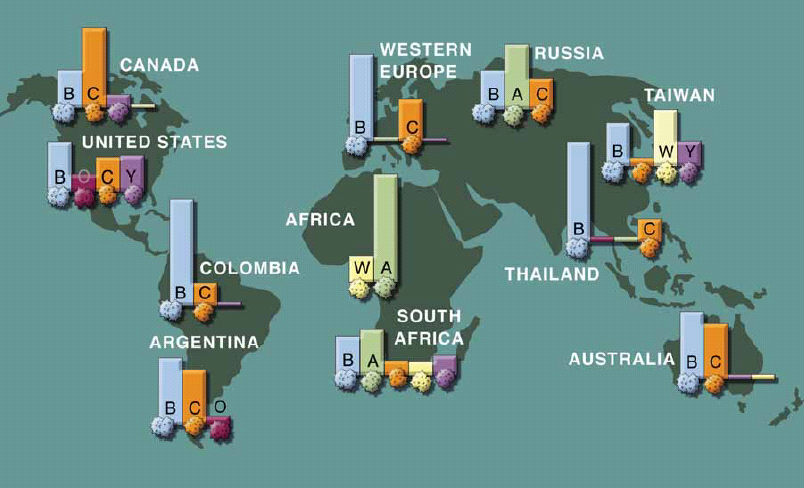 CANADA
B C
UNITED STATES
B O C Y
WESTERN
EUROPE
B C
RUSSIA
B A C
TAIWAN
B W Y
AFRICA
W A
COLOMBIA
B C
THAILAND
B C
ARGENTINA
B C O
SOUTH
AFRICA
B A
AUSTRALIA
B C